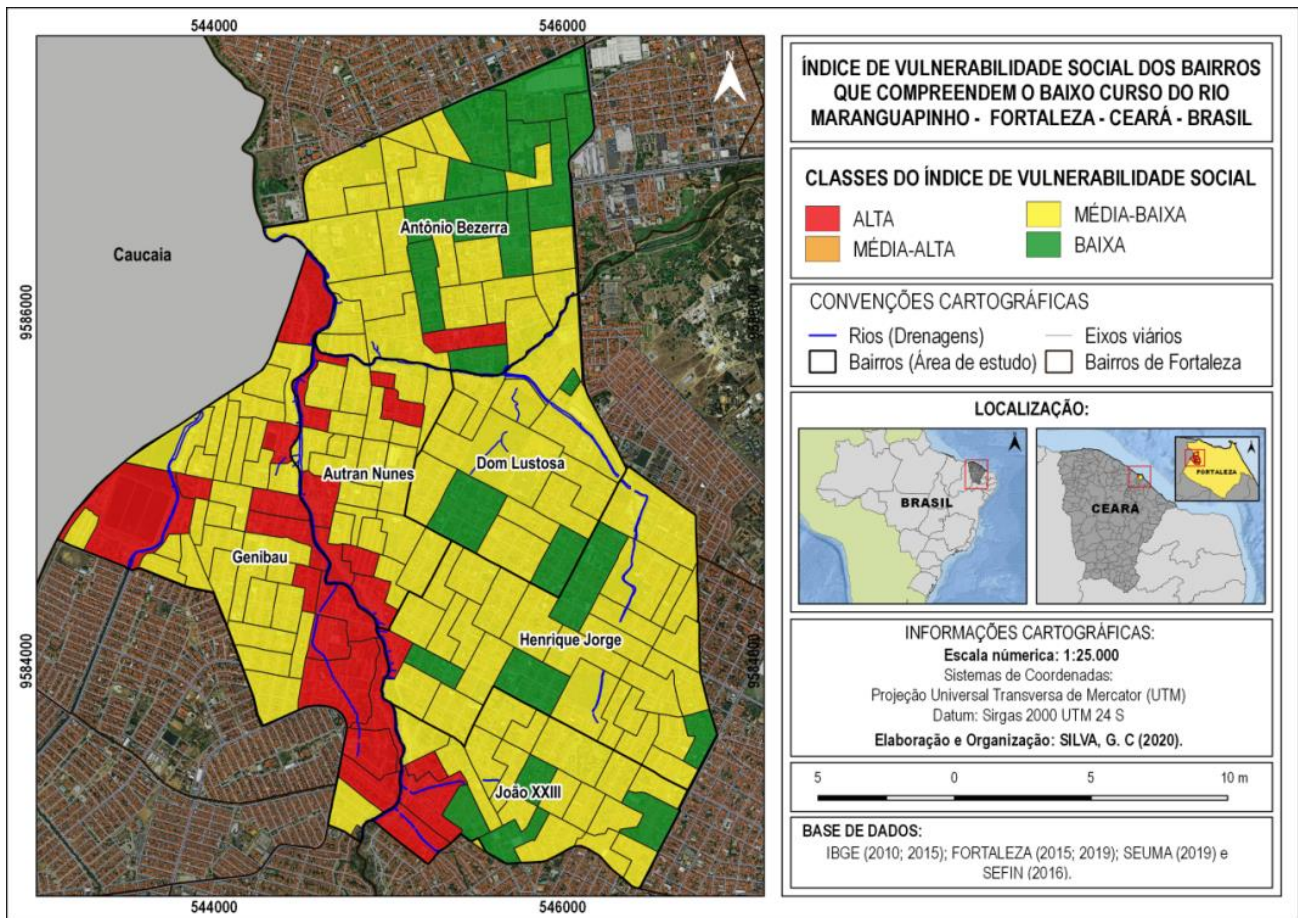 544000
546000
9586000
9584000
N
Caucaia
Antônio Bezerra
Autran Nunes
Dom Lustosa
Genibau
Henrique Jorge
João XXIII
9584000
544000
546000
ÍNDICE DE VULNERABILIDADE SOCIAL DOS BAIRROS
QUE COMPREENDEM O BAIXO CURSO DO RIO
MARANGUAPINHO - FORTALEZA - CEARÁ - BRASIL
CLASSES DO ÍNDICE DE VULNERABILIDADE SOCIAL
ALTA
MÉDIA-BAIXA
MÉDIA-ALTA
BAIXA
CONVENÇÕES CARTOGRÁFICAS
Rios (Drenagens)
Eixos viários
Bairros (Área de estudo)
Bairros de Fortaleza
LOCALIZAÇÃO:
BRASIL
CEARÁ
FORTALEZA
INFORMAÇÕES CARTOGRÁFICAS:
Escala númerica: 1:25.000
Sistemas de Coordenadas:
Projeção Universal Transversa de Mercator (UTM)
Datum: Sirgas 2000 UTM 24 S
Elaboração e Organização: SILVA, G. C (2020).
5 0 5 10 m
BASE DE DADOS:
IBGE (2010; 2015); FORTALEZA (2015; 2019); SEUMA (2019) e
SEFIN (2016).